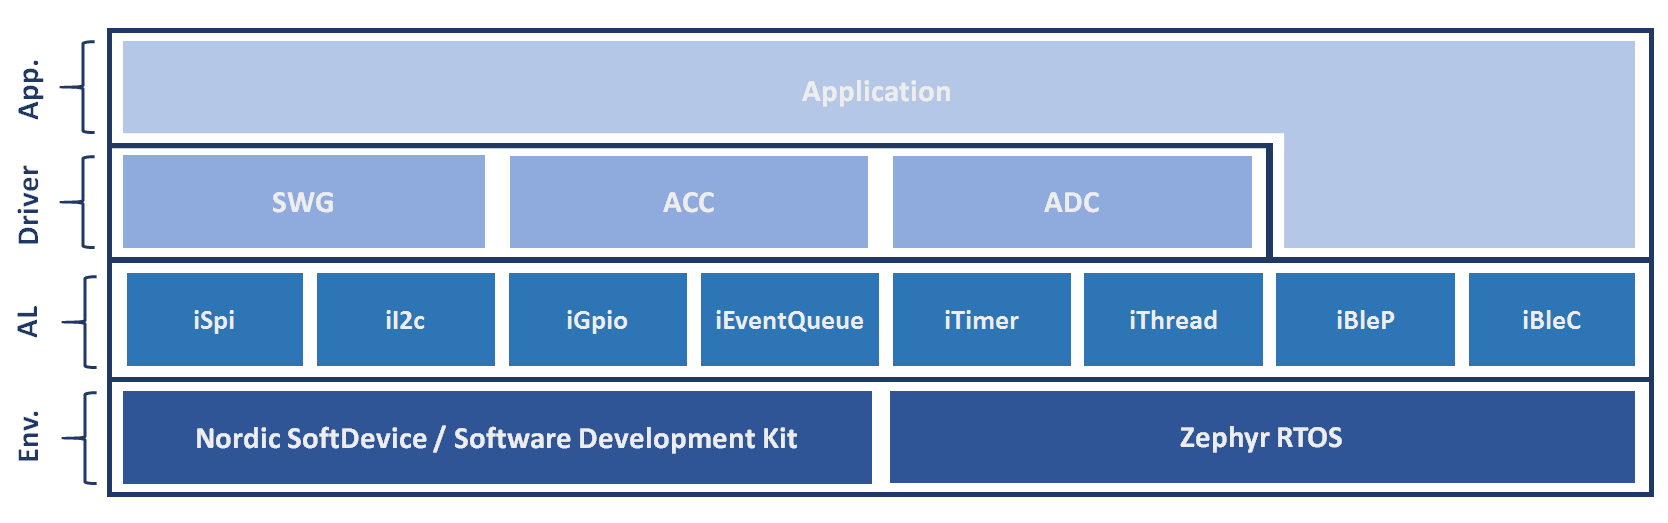 App.
Application
Driver
SWG
ACC
ADC
AL
iSpi
iI2c
iGpio
iEventQueue
iTimer
iThread
iBleP
iBleC
Env.
Nordic SoftDevice / Software Development Kit
Zephyr RTOS